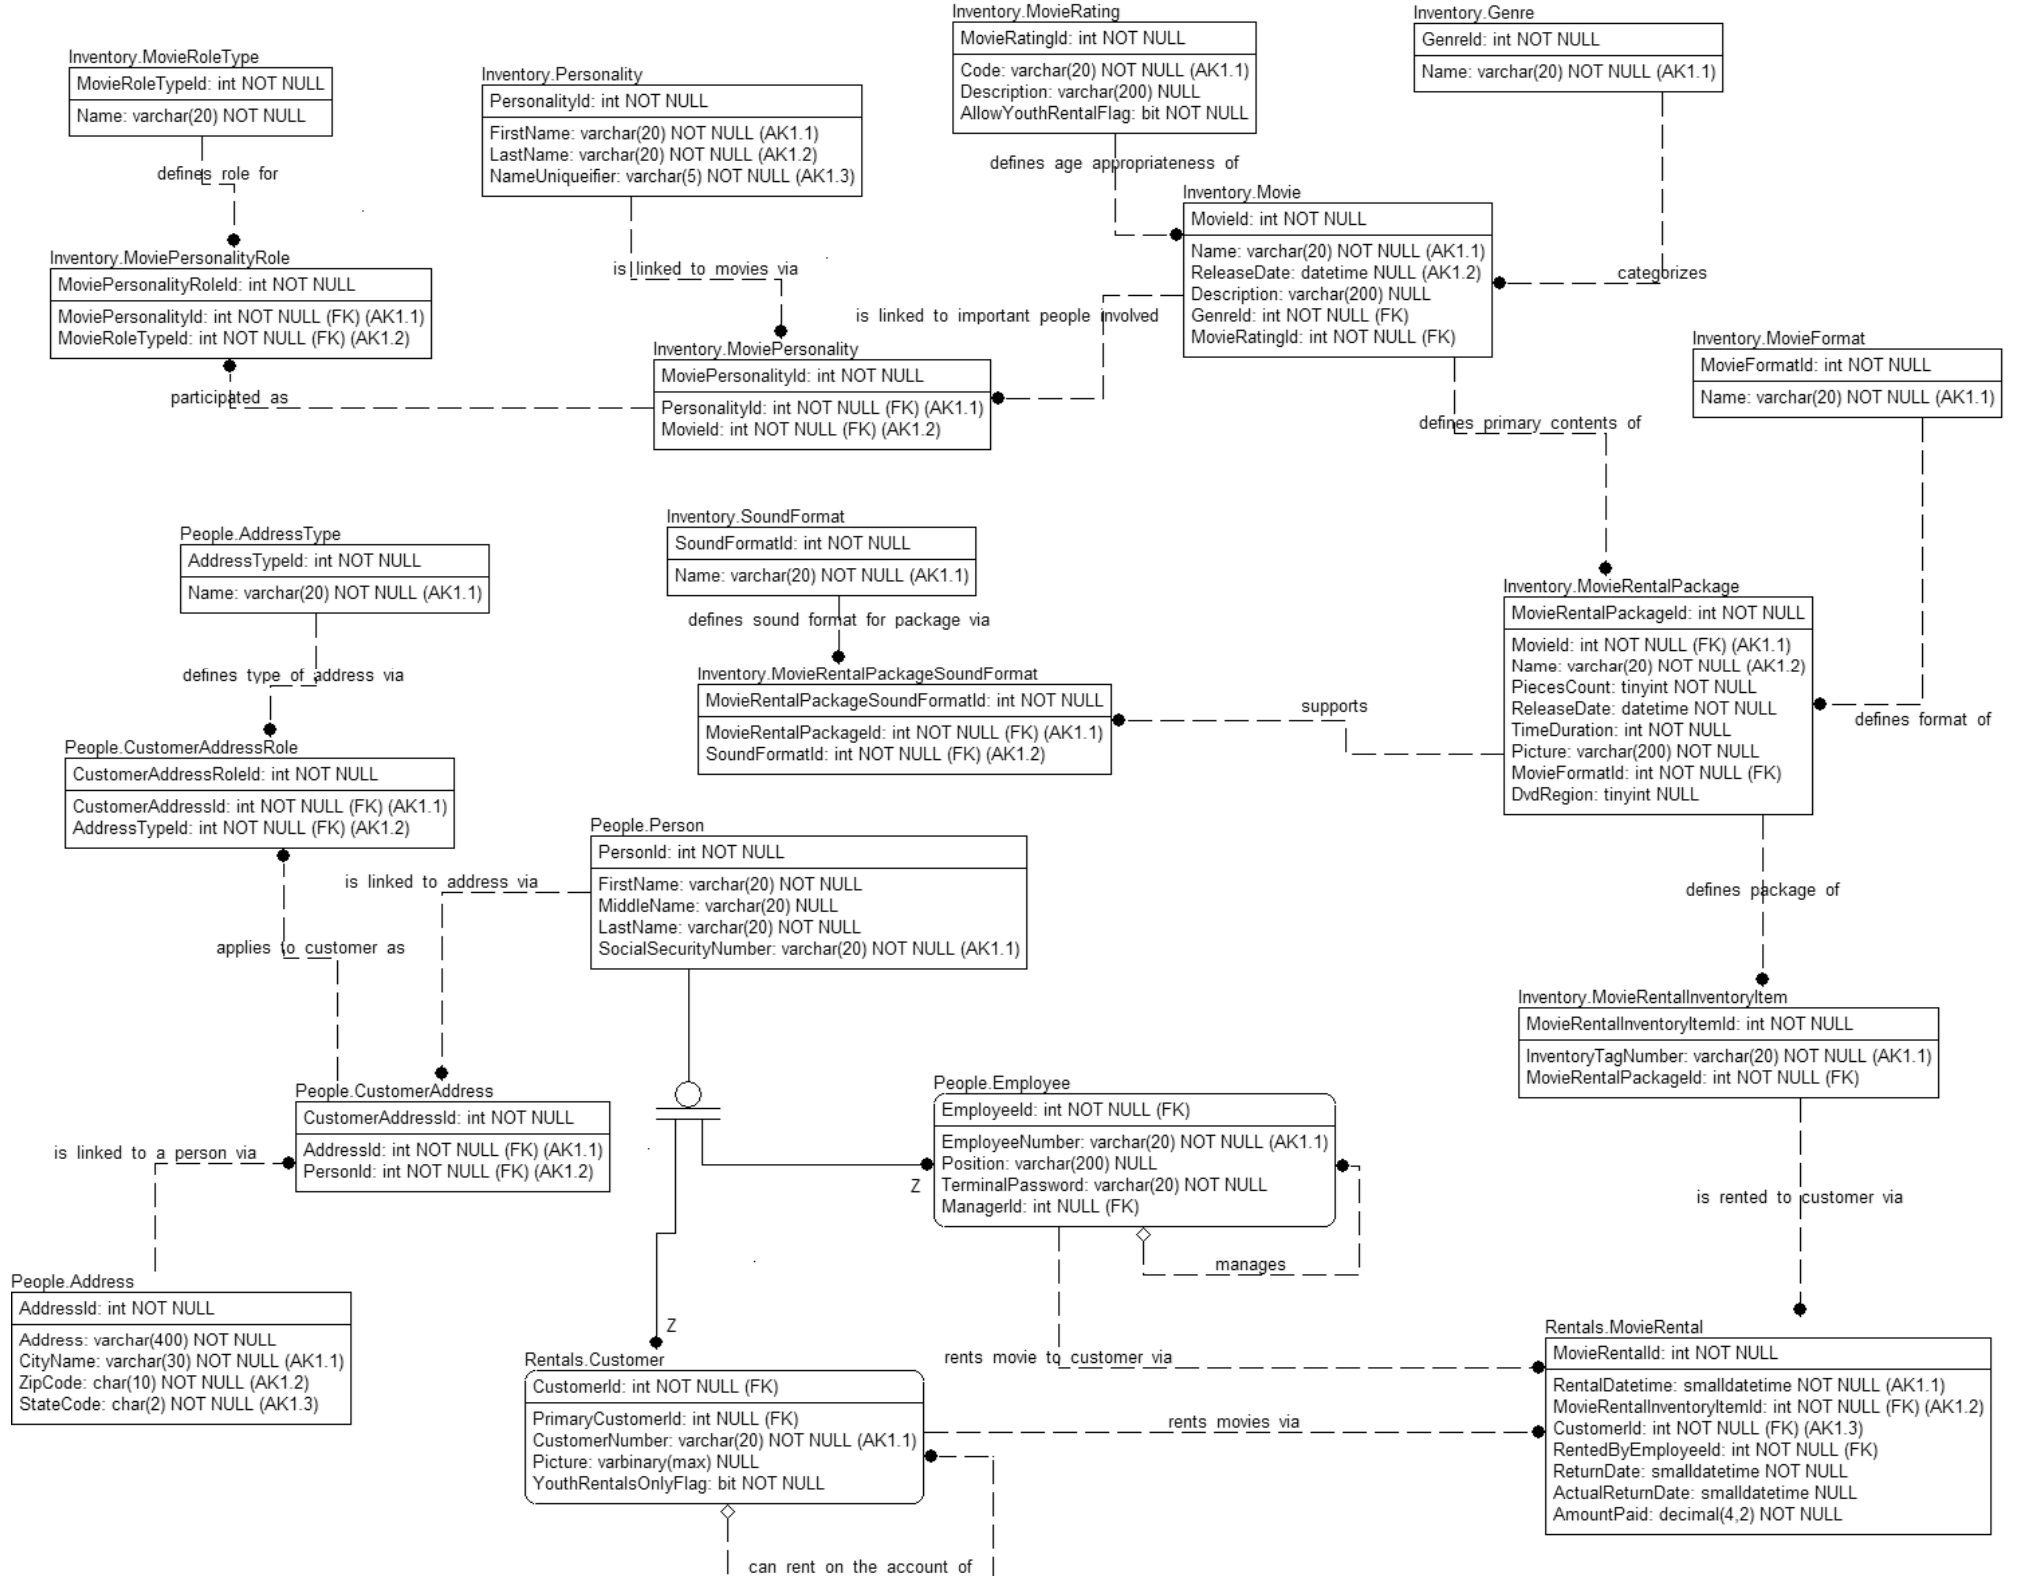 Inventory.MovieRoleType
MovieRoleTypeId: int NOT NULL
Name: varchar(20) NOT NULL
defines role for
Inventory.MoviePersonalityRole
MoviePersonalityRoleId: int NOT NULL
MoviePersonalityId: int NOT NULL (FK) (AK1.1)
MovieRoleTypeId: int NOT NULL (FK) (AK1.2)
participated as
Inventory.Personality
PersonalityId: int NOT NULL
FirstName: varchar(20) NOT NULL (AK1.1)
LastName: varchar(20) NOT NULL (AK1.2)
NameUniqueifier: varchar(5) NOT NULL (AK1.3)
is linked to movies via
Inventory.MoviePersonality
MoviePersonalityId: int NOT NULL
PersonalityId: int NOT NULL (FK) (AK1.1)
MovieId: int NOT NULL (FK) (AK1.2)
Inventory.MovieRating
MovieRatingId: int NOT NULL
Code: varchar(20) NOT NULL (AK1.1)
Description: varchar(200) NULL
AllowYouthRentalFlag: bit NOT NULL
defines age appropriateness of
Inventory.Genre
GenreId: int NOT NULL
Name: varchar(20) NOT NULL (AK1.1)
categorizes
Inventory.Movie
MovieId: int NOT NULL
Name: varchar(20) NOT NULL (AK1.1)
ReleaseDate: datetime NULL (AK1.2)
Description: varchar(200) NULL
GenreId: int NOT NULL (FK)
MovieRatingId: int NOT NULL (FK)
is linked to important people involved
defines primary contents of
Inventory.MovieFormat
MovieFormatId: int NOT NULL
Name: varchar(20) NOT NULL (AK1.1)
defines format of
People.AddressType
AddressTypeId: int NOT NULL
Name: varchar(20) NOT NULL (AK1.1)
defines type of address via
People.CustomerAddressRole
CustomerAddressRoleId: int NOT NULL
CustomerAddressId: int NOT NULL (FK) (AK1.1)
AddressTypeId: int NOT NULL (FK) (AK1.2)
applies to customer as
Inventory.SoundFormat
SoundFormatId: int NOT NULL
Name: varchar(20) NOT NULL (AK1.1)
defines sound format for package via
Inventory.MovieRentalPackageSoundFormat
MovieRentalPackageSoundFormatId: int NOT NULL
MovieRentalPackageId: int NOT NULL (FK) (AK1.1)
SoundFormatId: int NOT NULL (FK) (AK1.2)
supports
Inventory.MovieRentalPackage
MovieRentalPackageId: int NOT NULL
MovieId: int NOT NULL (FK) (AK1.1)
Name: varchar(20) NOT NULL (AK1.2)
PiecesCount: tinyint NOT NULL
ReleaseDate: datetime NOT NULL
TimeDuration: int NOT NULL
Picture: varchar(200) NOT NULL
MovieFormatId: int NOT NULL (FK)
DvdRegion: tinyint NULL
defines package of
People.Person
PersonId: int NOT NULL
FirstName: varchar(20) NOT NULL
MiddleName: varchar(20) NULL
LastName: varchar(20) NOT NULL
SocialSecurityNumber: varchar(20) NOT NULL (AK1.1)
is linked to address via
People.CustomerAddress
CustomerAddressId: int NOT NULL
AddressId: int NOT NULL (FK) (AK1.1)
PersonId: int NOT NULL (FK) (AK1.2)
is linked to a person via
People.Address
AddressId: int NOT NULL
Address: varchar(400) NOT NULL
CityName: varchar(30) NOT NULL (AK1.1)
ZipCode: char(10) NOT NULL (AK1.2)
StateCode: char(2) NOT NULL (AK1.3)
People.Employee
EmployeeId: int NOT NULL (FK)
EmployeeNumber: varchar(20) NOT NULL (AK1.1)
Position: varchar(200) NULL
TerminalPassword: varchar(20) NOT NULL
ManagerId: int NULL (FK)
Z
manages
rents movie to customer via
Inventory.MovieRentalInventoryItem
MovieRentalInventoryItemId: int NOT NULL
InventoryTagNumber: varchar(20) NOT NULL (AK1.1)
MovieRentalPackageId: int NOT NULL (FK)
is rented to customer via
Z
Rentals.Customer
CustomerId: int NOT NULL (FK)
PrimaryCustomerId: int NULL (FK)
CustomerNumber: varchar(20) NOT NULL (AK1.1)
Picture: varbinary(max) NULL
YouthRentalsOnlyFlag: bit NOT NULL
can rent on the account of
rents movies via
Rentals.MovieRental
MovieRentalId: int NOT NULL
RentalDatetime: smalldatetime NOT NULL (AK1.1)
MovieRentalInventoryItemId: int NOT NULL (FK) (AK1.2)
CustomerId: int NOT NULL (FK) (AK1.3)
RentedByEmployeeId: int NOT NULL (FK)
ReturnDate: smalldatetime NOT NULL
ActualReturnDate: smalldatetime NULL
AmountPaid: decimal(4,2) NOT NULL